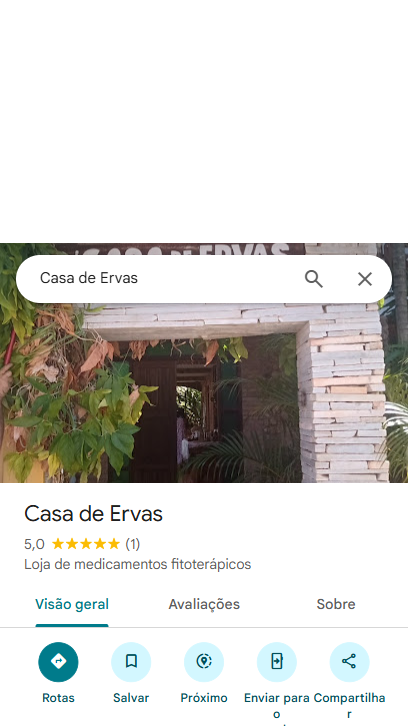 CASA DE ERVAS
Casa de Ervas
Casa de Ervas
5,0 (1)
Loja de medicamentos fitoterápicos
Visão geral Avaliações Sobre
Rotas Salvar Próximo Enviar para Compartilha
o r